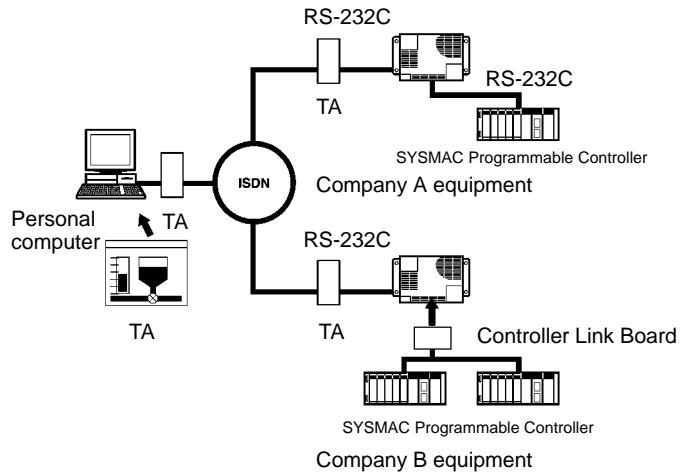 RS-232C
RS-232C
TA
SYSMAC Programmable Controller
ISDN
Company A equipment
Personal
computer
TA
RS-232C
TA
TA
Controller Link Board
SYSMAC Programmable Controller
Company B equipment